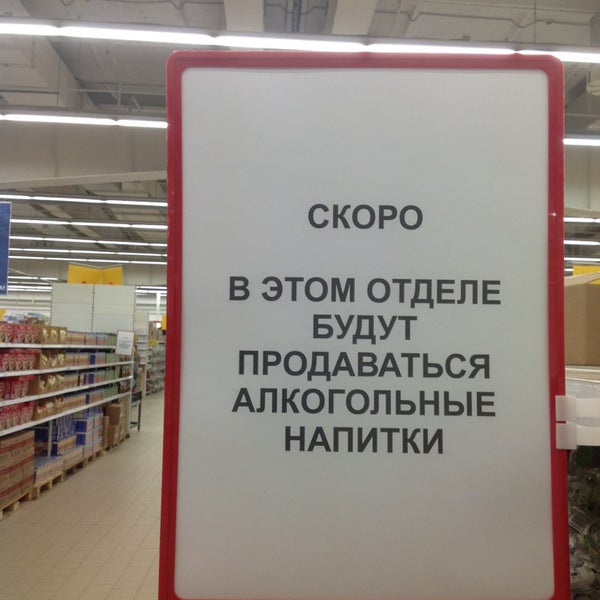 СКОРО
В ЭТОМ ОТДЕЛЕ
БУДУТ
ПРОДАВАТЬСЯ
АЛКОГОЛЬНЫЕ
НАПИТКИ